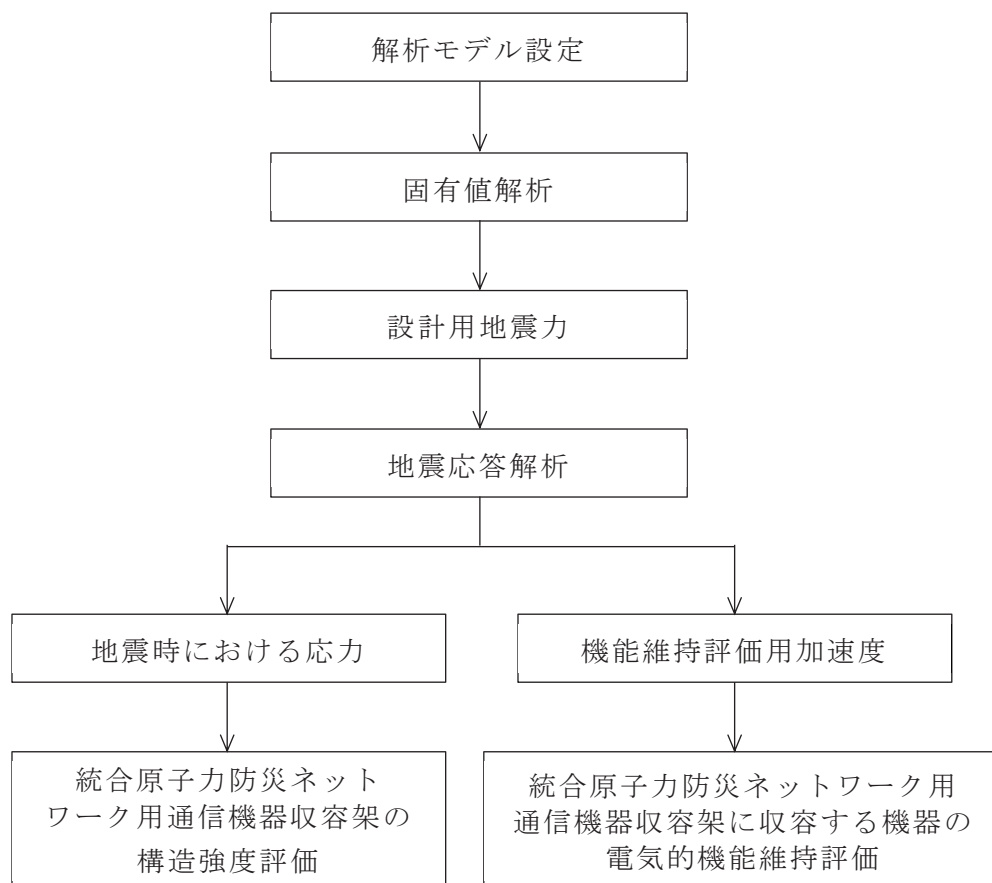 解析モデル設定
固有値解析
設計用地震力
地震応答解析
地震時における応力
機能維持評価用加速度
統合原子力防災ネット
ワーク用通信機器収容架の
構造強度評価
統合原子力防災ネットワーク用
通信機器収容架に収容する機器の
電気的機能維持評価